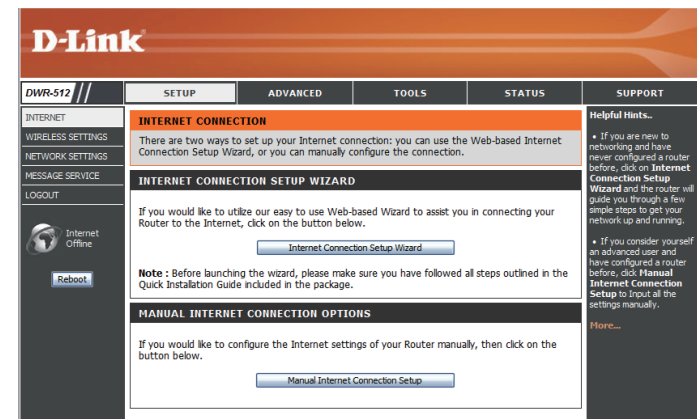 D-Link
DWR-512
SETUP
ADVANCED
TOOLS
STATUS
SUPPORT
INTERNET
WIRELESS SETTINGS
NETWORK SETTINGS
MESSAGE SERVICE
LOGOUT
Internet
Offline
Reboot
INTERNET CONNECTION
There are two ways to set up your Internet connection: you can use the Web-based Internet
Connection Setup Wizard, or you can manually configure the connection.
INTERNET CONNECTION SETUP WIZARD
If you would like to utilize our easy to use Web-based Wizard to assist you in connecting your
Router to the Internet, click on the button below.
Internet Connection Setup Wizard
Note : Before launching the wizard, please make sure you have followed all steps outlined in the
Quick Installation Guide included in the package.
MANUAL INTERNET CONNECTION OPTIONS
If you would like to configure the Internet settings of your Router manually, then click on the
button below.
Manual Internet Connection Setup
Helpful Hints..
• If you are new to
networking and have
never configured a router
before, click on Internet
Connection Setup
Wizard and the router will
guide you through a few
simple steps to get your
network up and running.
• If you consider yourself
an advanced user and
have configured a router
before, click Manual
Internet Connection
Setup to Input all the
settings manually.
More...